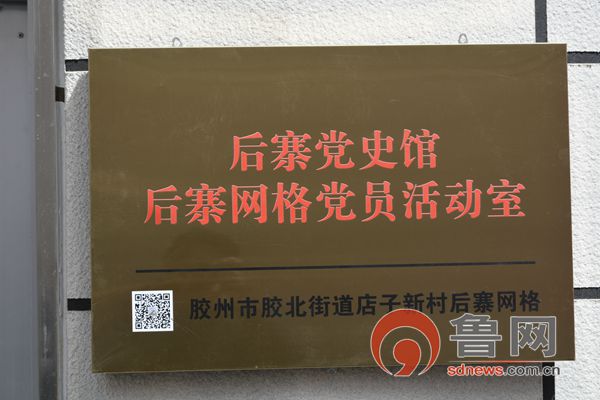 后寨党史馆
后寨网格党员活动室
胶州市胶北街道店子新村后寨网格
鲁网
sdnews.com.cn